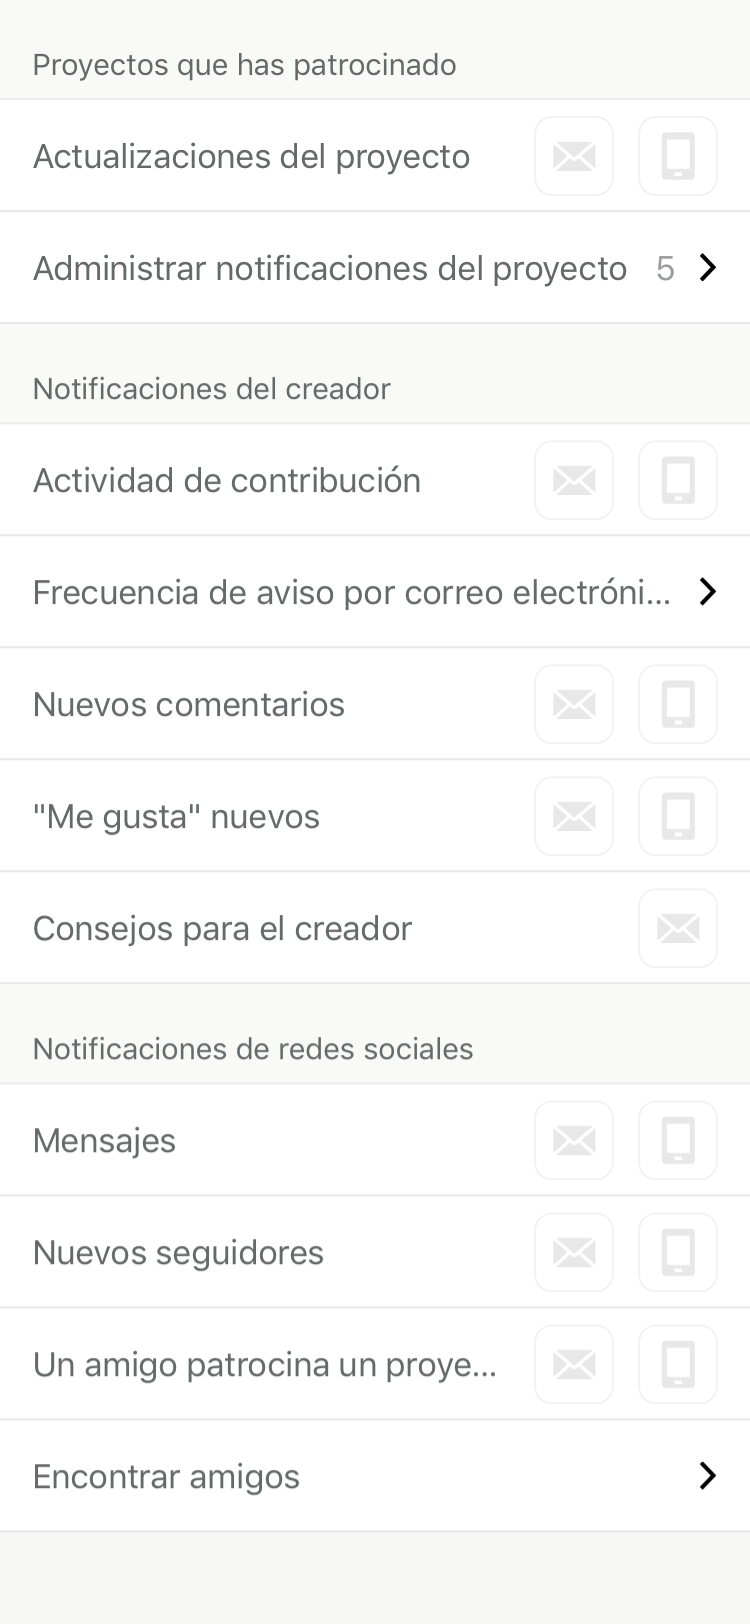 Proyectos que has patrocinado
Actualizaciones del proyecto
Administrar notificaciones del proyecto 5
Notificaciones del creador
Actividad de contribución
Frecuencia de aviso por correo electróni...
Nuevos comentarios
"Me gusta" nuevos
Consejos para el creador
Notificaciones de redes sociales
Mensajes
Nuevos seguidores
Un amigo patrocina un proye...
Encontrar amigos